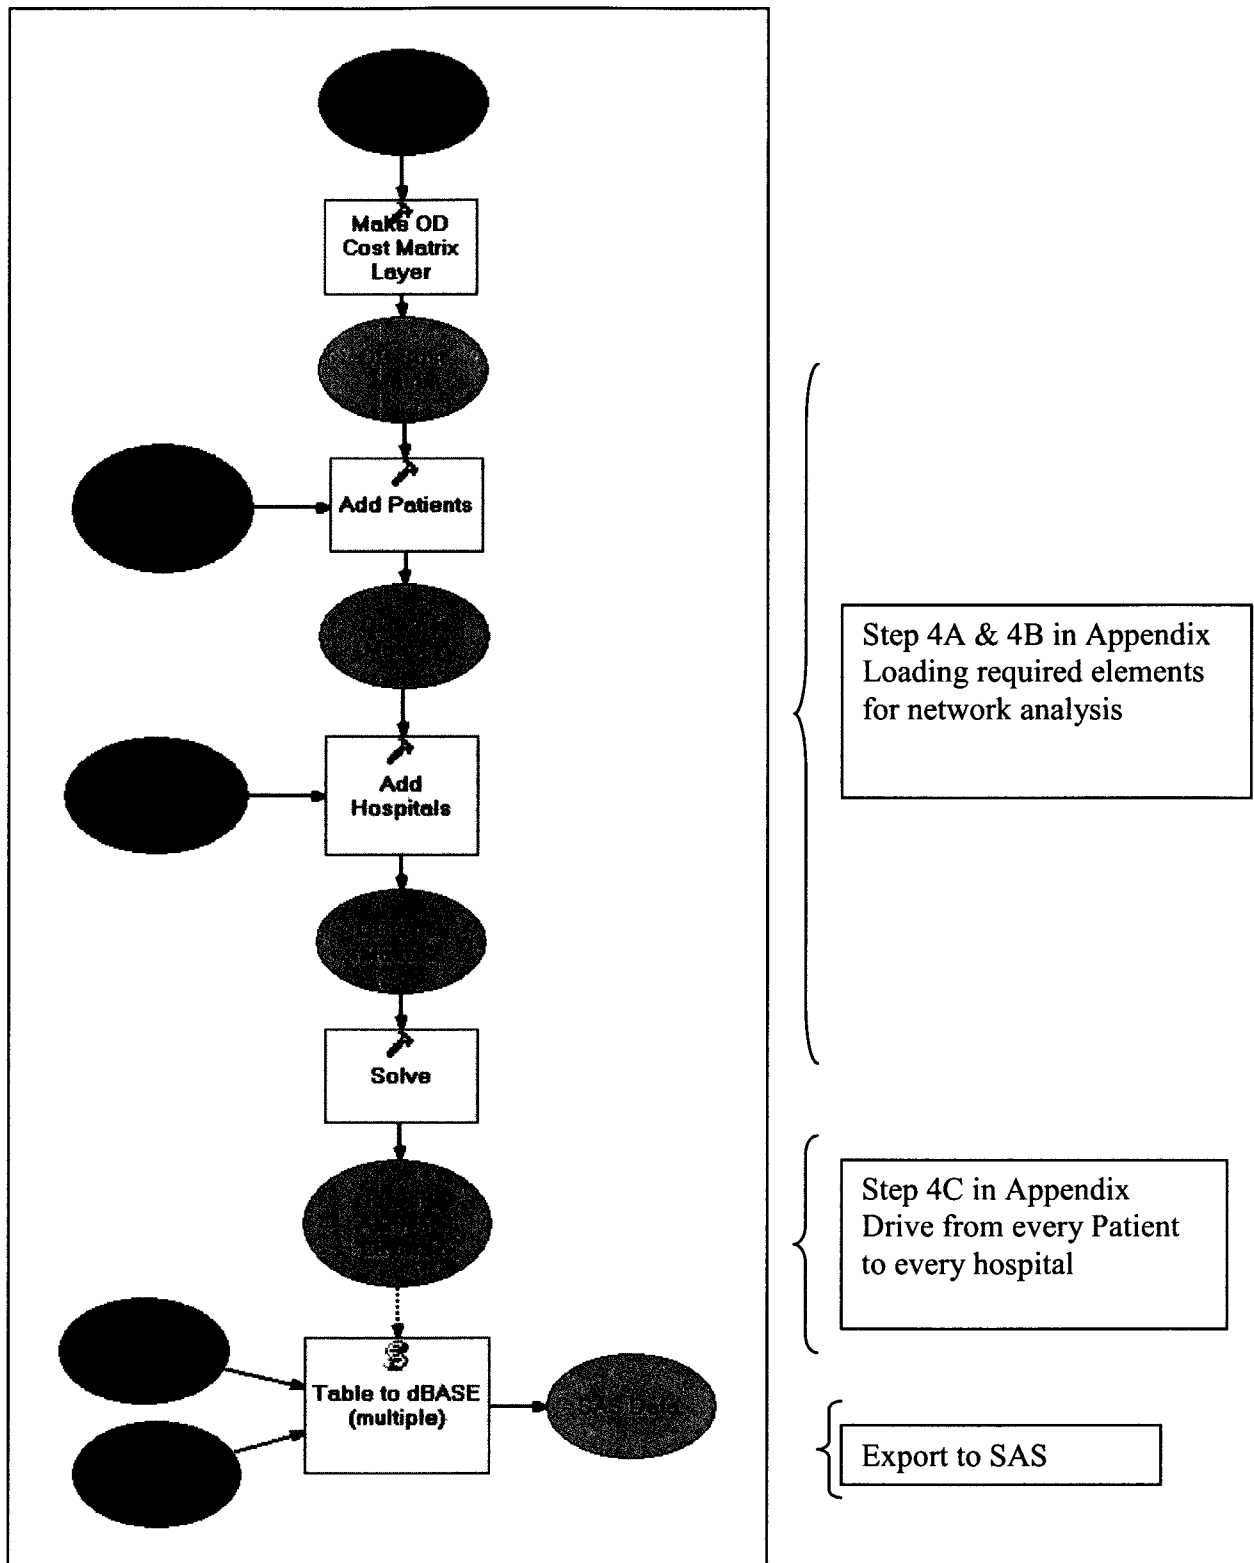 Make OD
Cost Matrix
Layer
Add Patients
Add
Hospitals
Solve
Table to dBASE
(multiple)
SAS Data
Step 4A & 4B in Appendix
Loading required elements
for network analysis
Step 4C in Appendix
Drive from every Patient
to every hospital
Export to SAS